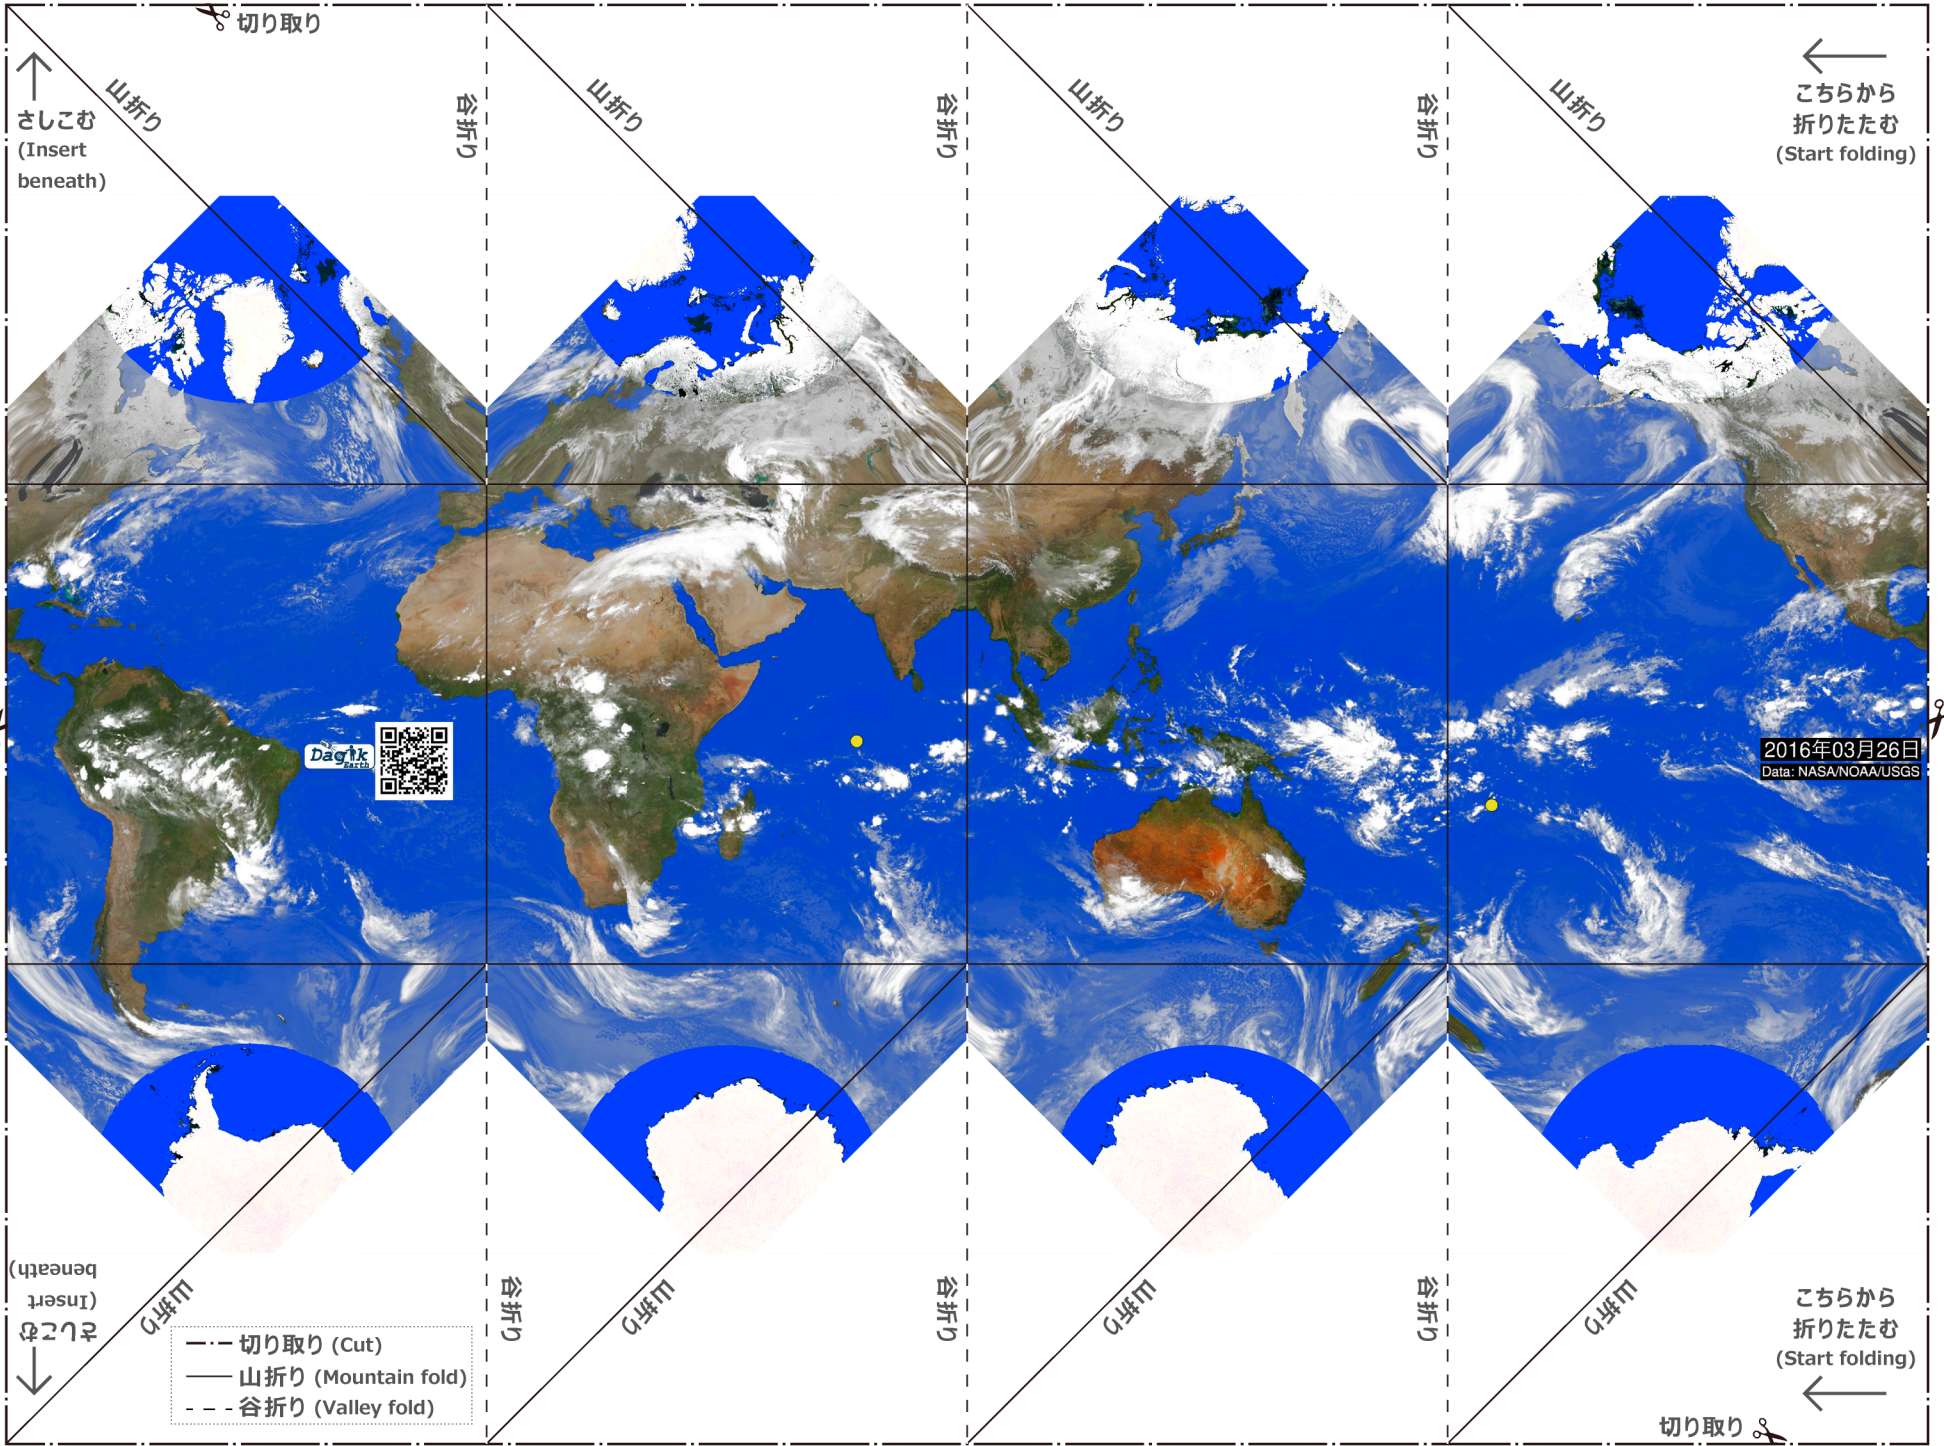 切り取り
山折り
谷折り
山折り
谷折り
山折り
谷折り
山折り
さしこむ
(Insert
beneath)
こちらから
折りたたむ
(Start folding)
Dagik
Earth
2016年03月26日
Data: NASA/NOAA/USGS
さしこむ
(Insert
beneath)
山折り
谷折り
山折り
谷折り
山折り
谷折り
山折り
こちらから
折りたたむ
(Start folding)
切り取り (Cut)
山折り (Mountain fold)
谷折り (Valley fold)
切り取り